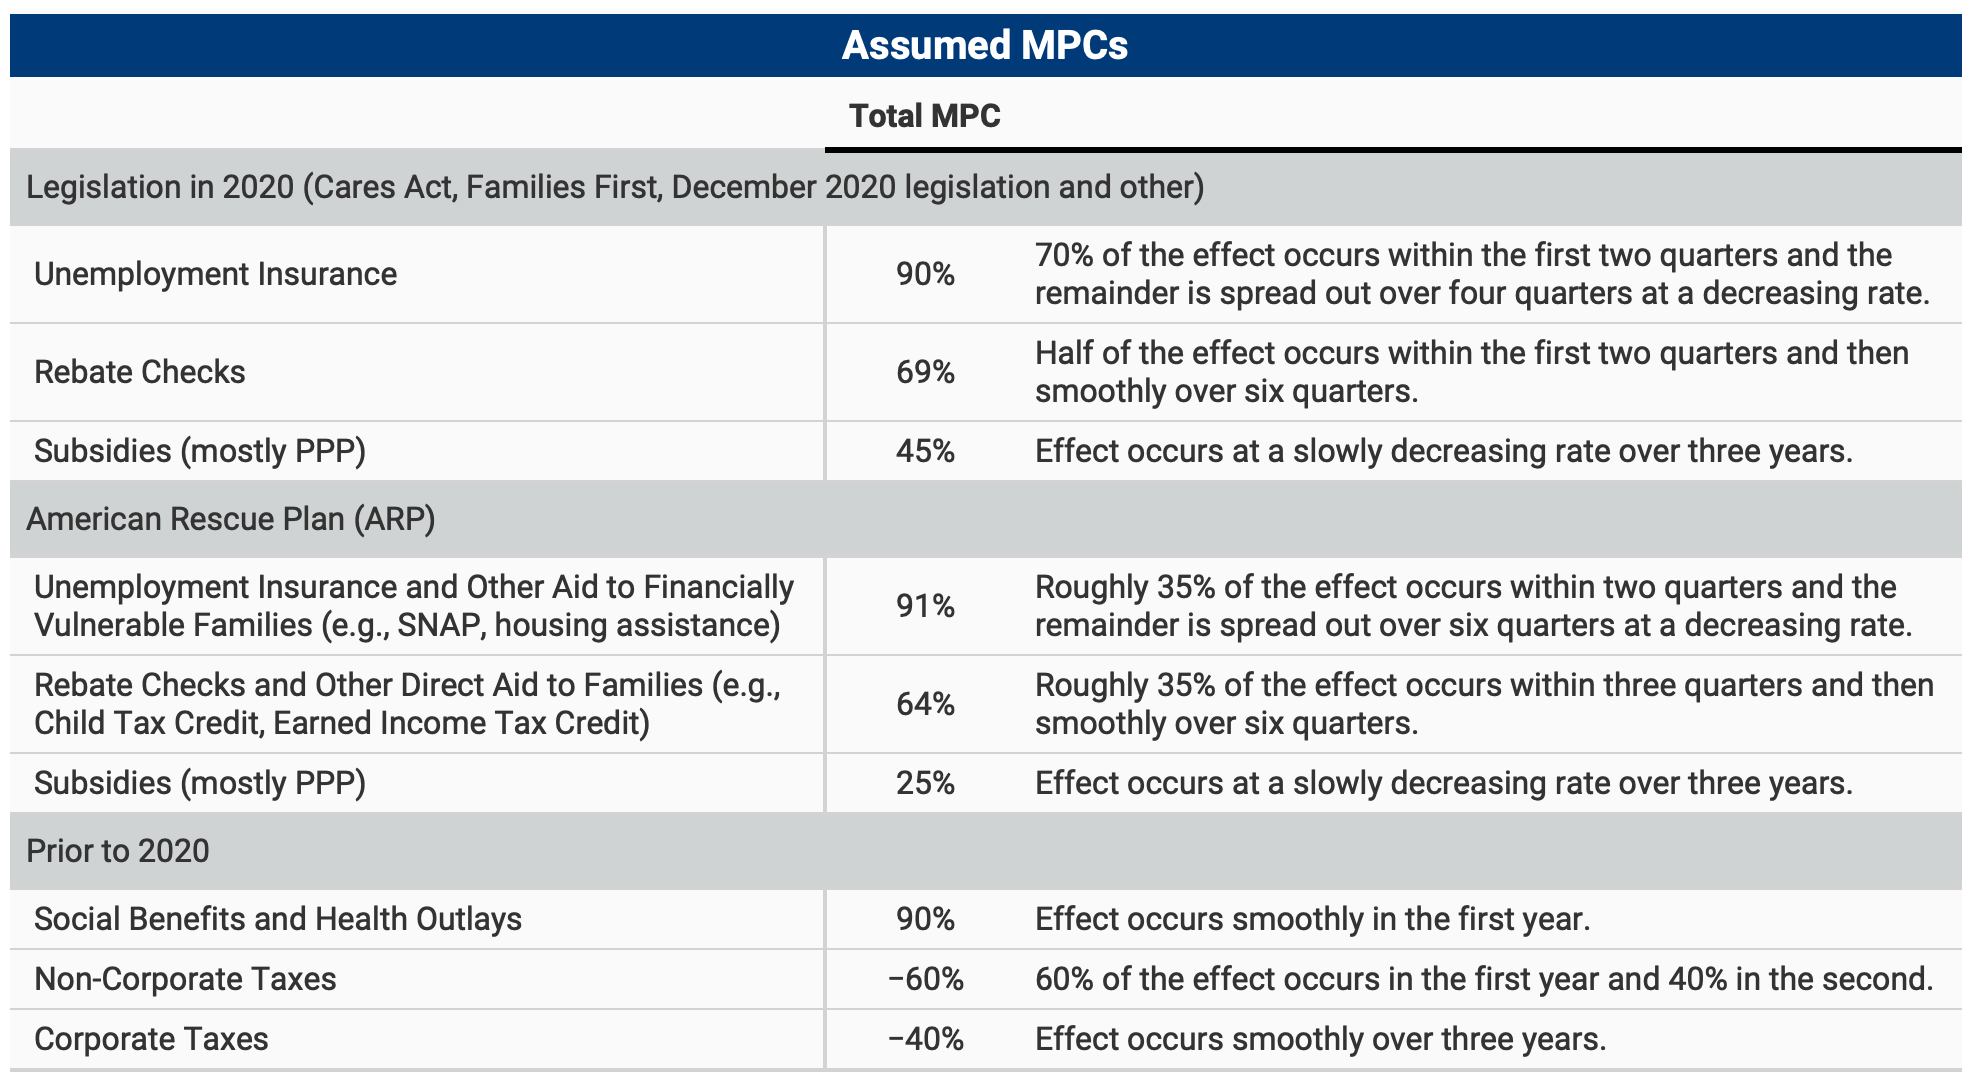 Assumed MPCs
Total MPC
Legislation in 2020 (Cares Act, Families First, December 2020 legislation and other)
Unemployment Insurance
90%
70% of the effect occurs within the first two quarters and the
remainder is spread out over four quarters at a decreasing rate.
Rebate Checks
69%
Half of the effect occurs within the first two quarters and then
smoothly over six quarters.
Subsidies (mostly PPP)
45%
Effect occurs at a slowly decreasing rate over three years.
American Rescue Plan (ARP)
Unemployment Insurance and Other Aid to Financially
Vulnerable Families (e.g., SNAP, housing assistance)
91%
Roughly 35% of the effect occurs within two quarters and the
remainder is spread out over six quarters at a decreasing rate.
Rebate Checks and Other Direct Aid to Families (e.g.,
Child Tax Credit, Earned Income Tax Credit)
64%
Roughly 35% of the effect occurs within three quarters and then
smoothly over six quarters.
Subsidies (mostly PPP)
25%
Effect occurs at a slowly decreasing rate over three years.
Prior to 2020
Social Benefits and Health Outlays
90%
Effect occurs smoothly in the first year.
Non-Corporate Taxes
−60%
60% of the effect occurs in the first year and 40% in the second.
Corporate Taxes
−40%
Effect occurs smoothly over three years.